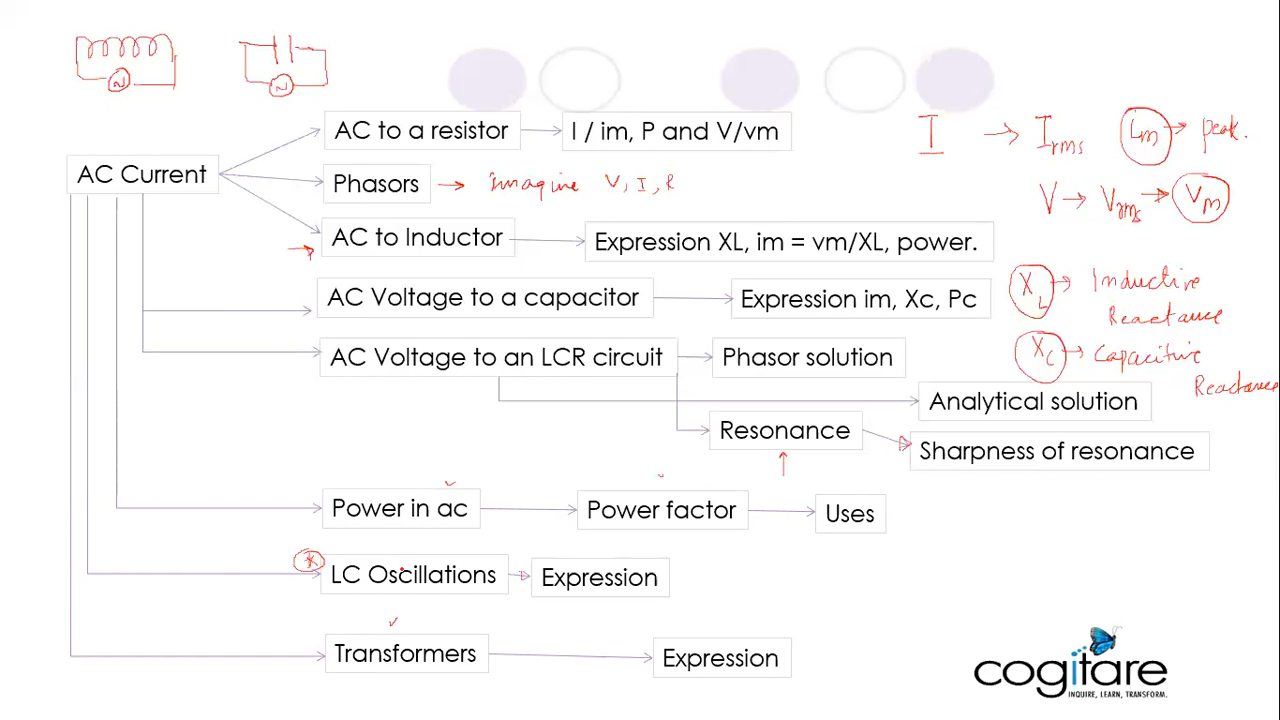 AC to a resistor
I / im, P and V/vm
I → Irms
im → peak.
AC Current
Phasors
→ imagine V, I, R
V → Vrms → Vm
AC to Inductor
Expression XL, im = vm/XL, power.
XL → Inductive
Reactance
AC Voltage to a capacitor
Expression im, Xc, Pc
AC Voltage to an LCR circuit
Phasor solution
XC → Capacitive
Reactance
Analytical solution
Resonance
Sharpness of resonance
Power in ac
Power factor
Uses
LC Oscillations
Expression
Transformers
Expression
cogitare
INQUIRE, LEARN, TRANSFORM.